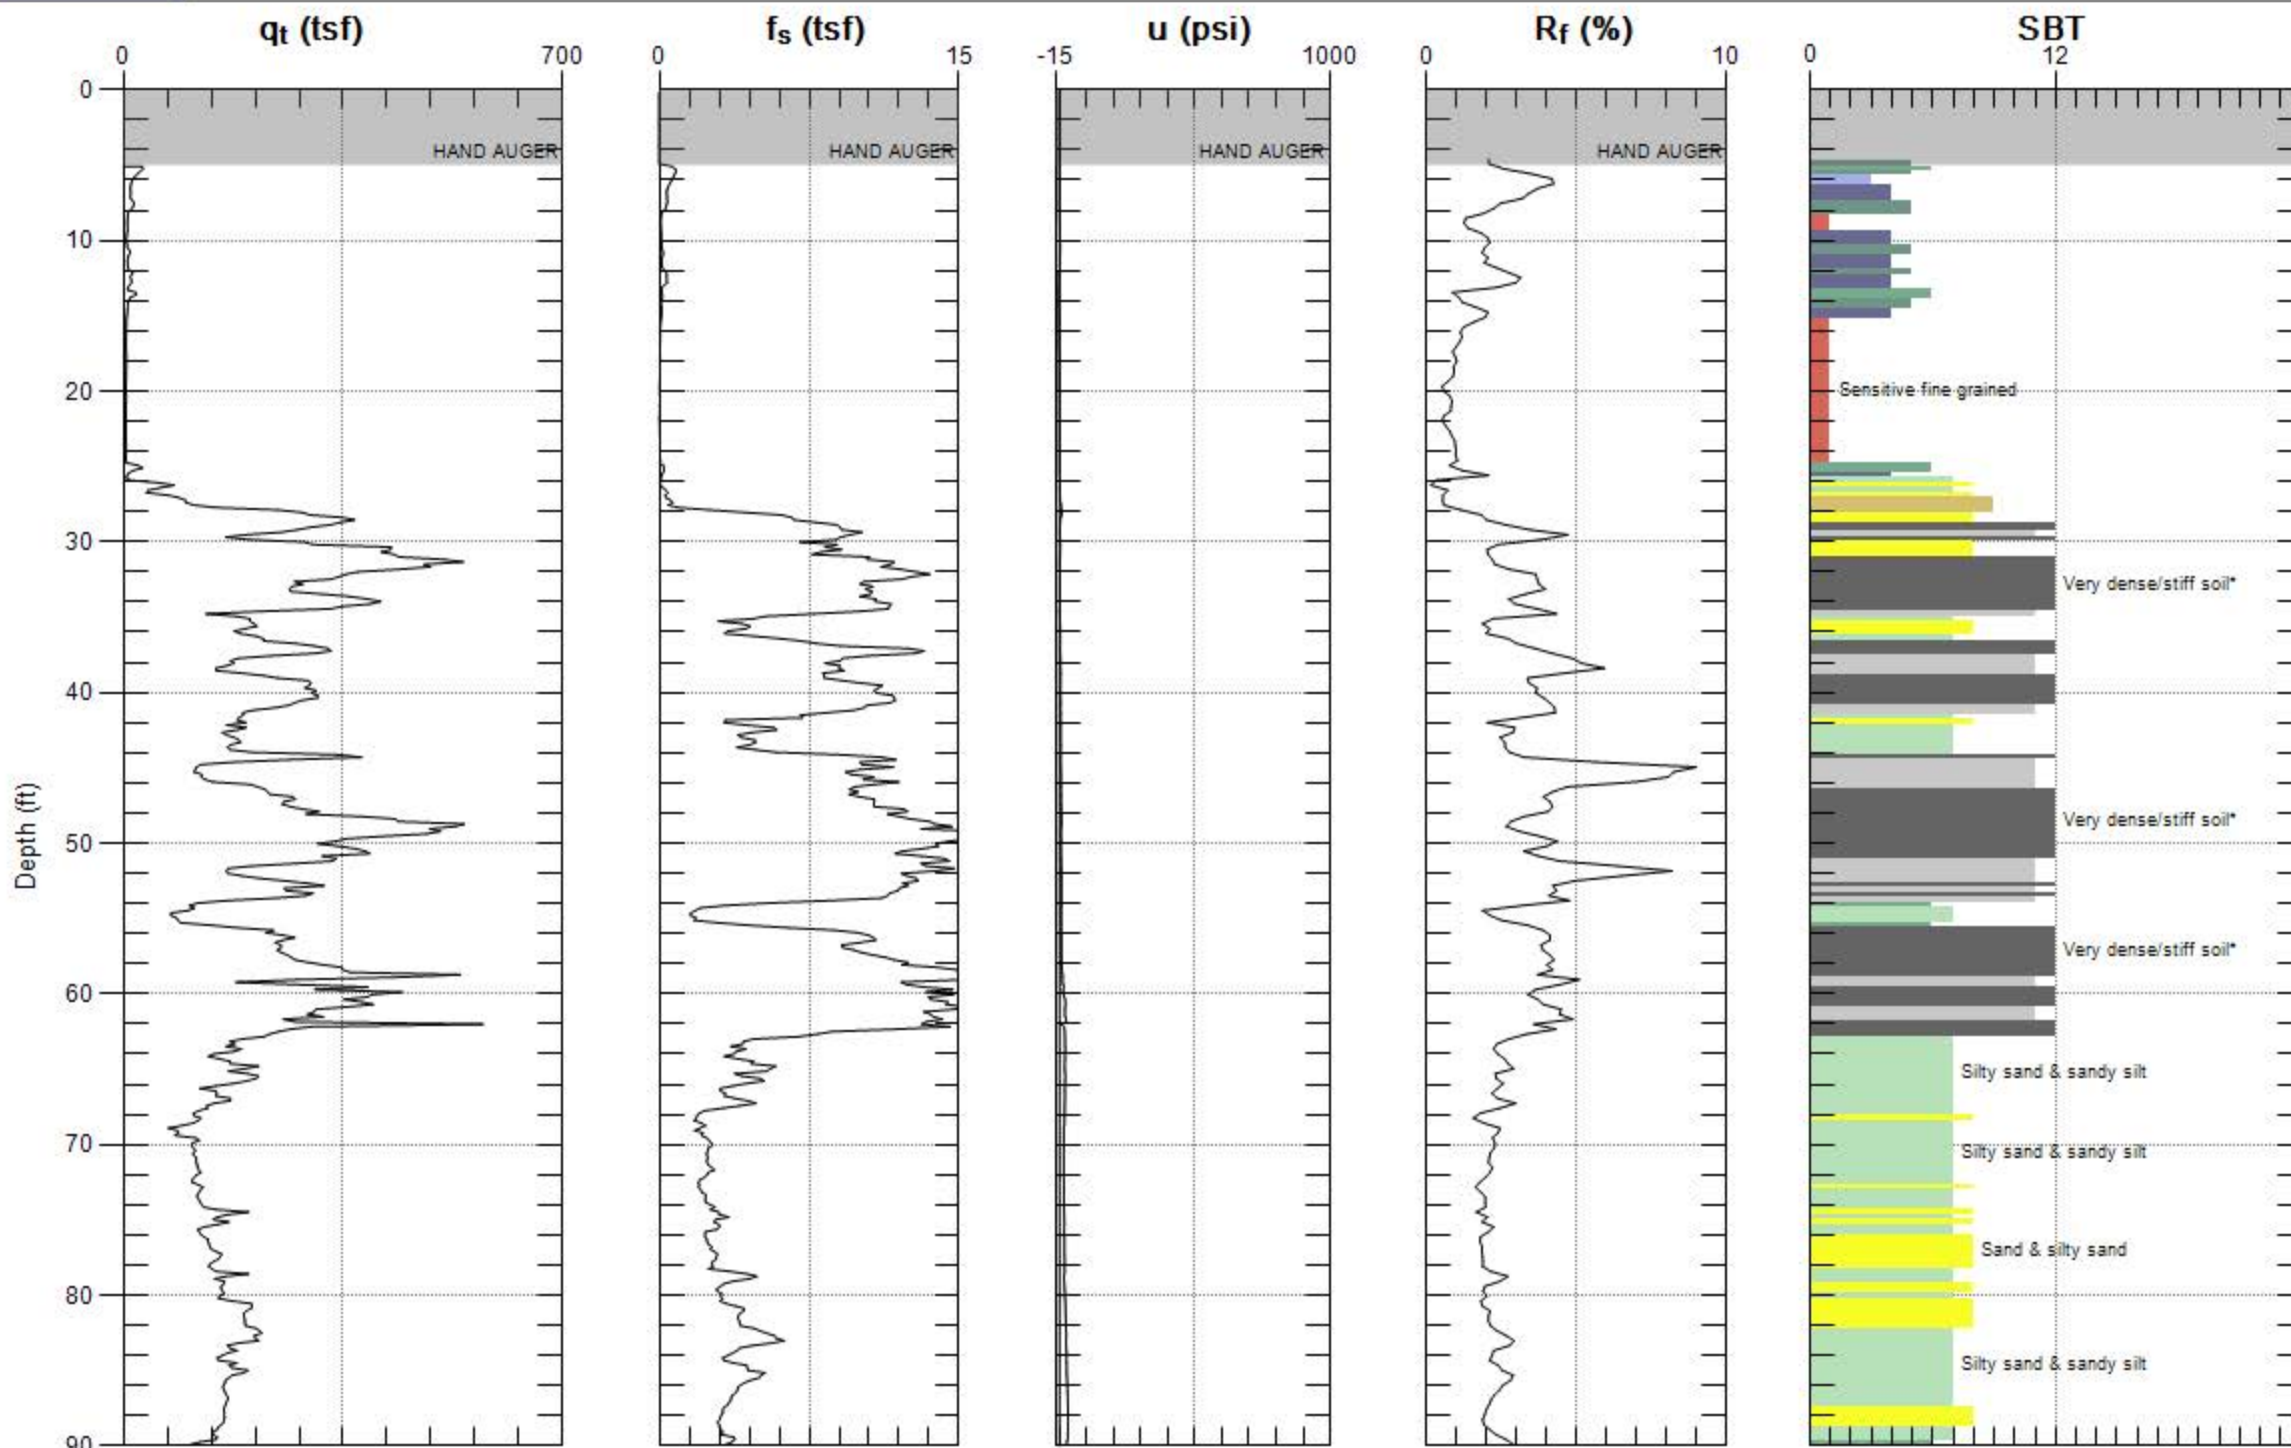 qt (tsf) fs (tsf) u (psi) Rf (%) SBT
0 700 0 15 -15 1000 0 10 0 12
0
HAND AUGER HAND AUGER HAND AUGER HAND AUGER
10
20
Sensitive fine grained
30
Very dense/stiff soil*
40
Very dense/stiff soil*
50
Depth (ft)
Very dense/stiff soil*
60
Silty sand & sandy silt
70
Silty sand & sandy silt
Sand & silty sand
80
Silty sand & sandy silt
90